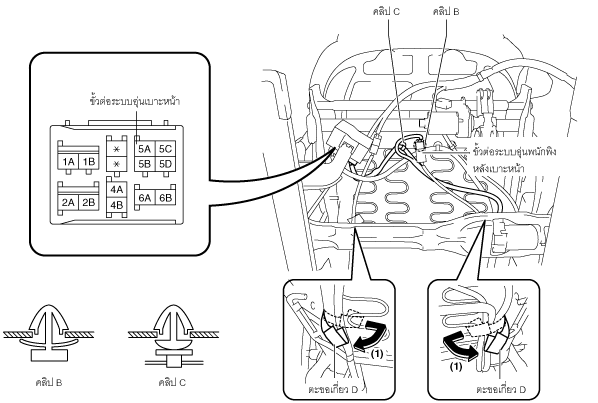 คลิป C
คลิป B
ขั้วต่อระบบอุ่นเบาะหน้า
1A 1B
*
*
5A 5C
5B 5D
2A 2B
4A
4B
6A 6B
ขั้วต่อระบบอุ่นพนักพิง
หลังเบาะหน้า
คลิป B
คลิป C
(1)
ตะขอเกี่ยว D
(1)
ตะขอเกี่ยว D